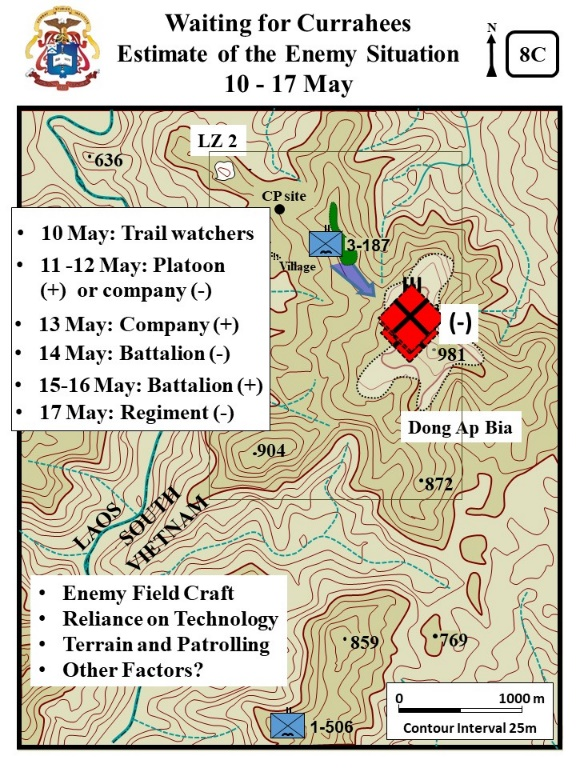 Waiting for Currahees
Estimate of the Enemy Situation
10 - 17 May
N
8C
LZ 2
636
CP site
II
3-187
Village
• 10 May: Trail watchers
• 11 -12 May: Platoon
(+) or company (-)
• 13 May: Company (+)
• 14 May: Battalion (-)
• 15-16 May: Battalion (+)
• 17 May: Regiment (-)
III
(-)
981
Dong Ap Bia
904
872
LAOS
SOUTH
VIETNAM
• Enemy Field Craft
• Reliance on Technology
• Terrain and Patrolling
• Other Factors?
859
769
0 1000 m
Contour Interval 25m
II
1-506